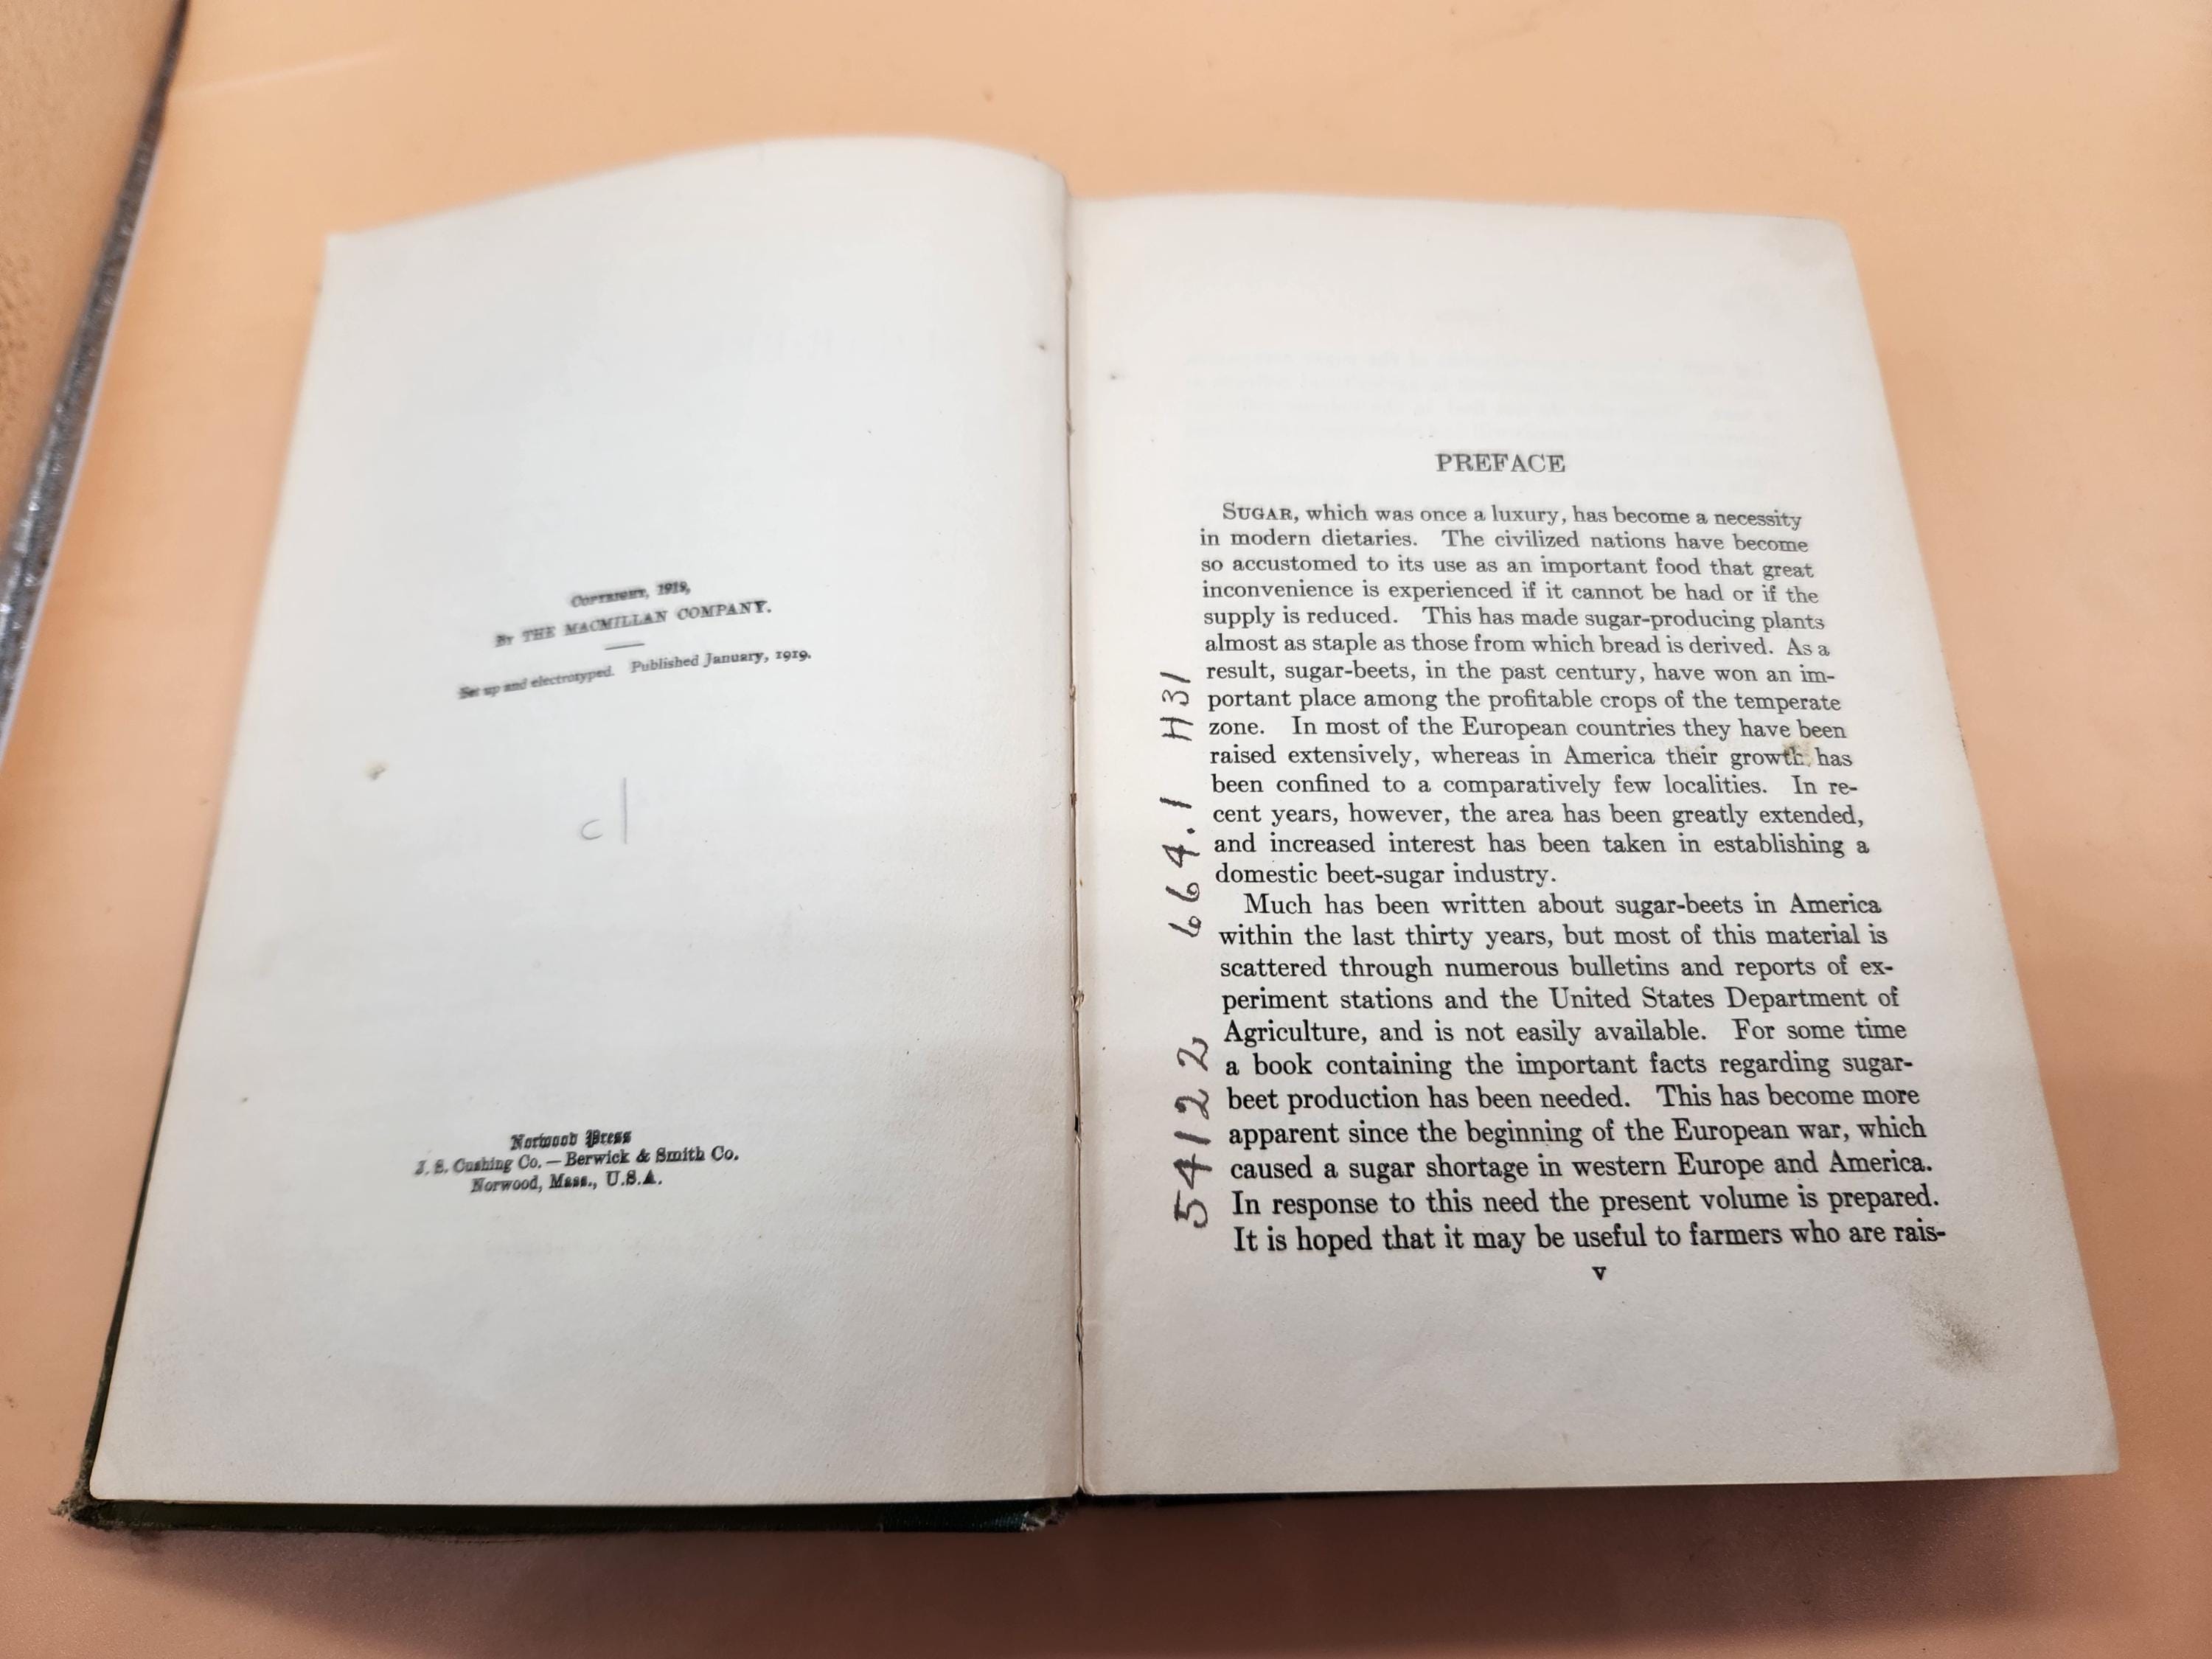 COPYRIGHT, 1919,
BY THE MACMILLAN COMPANY.
Set up and electrotyped. Published January, 1919.
c1
Norwood Press
J. S. Cushing Co. — Berwick & Smith Co.
Norwood, Mass., U.S.A.
PREFACE
SUGAR, which was once a luxury, has become a necessity
in modern dietaries. The civilized nations have become
so accustomed to its use as an important food that great
inconvenience is experienced if it cannot be had or if the
supply is reduced. This has made sugar-producing plants
almost as staple as those from which bread is derived. As a
result, sugar-beets, in the past century, have won an im-
portant place among the profitable crops of the temperate
zone. In most of the European countries they have been
raised extensively, whereas in America their growth has
been confined to a comparatively few localities. In re-
cent years, however, the area has been greatly extended,
and increased interest has been taken in establishing a
domestic beet-sugar industry.
Much has been written about sugar-beets in America
within the last thirty years, but most of this material is
scattered through numerous bulletins and reports of ex-
periment stations and the United States Department of
Agriculture, and is not easily available. For some time
a book containing the important facts regarding sugar-
beet production has been needed. This has become more
apparent since the beginning of the European war, which
caused a sugar shortage in western Europe and America.
In response to this need the present volume is prepared.
It is hoped that it may be useful to farmers who are rais-
v
54122 664.1 H31